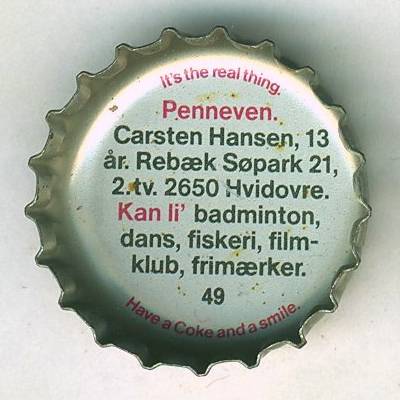 It's the real thing.
Penneven.
Carsten Hansen, 13
år. Rebæk Søpark 21,
2.tv. 2650 Hvidovre.
Kan li' badminton,
dans, fiskeri, film-
klub, frimærker.
49
Have a Coke and a smile.